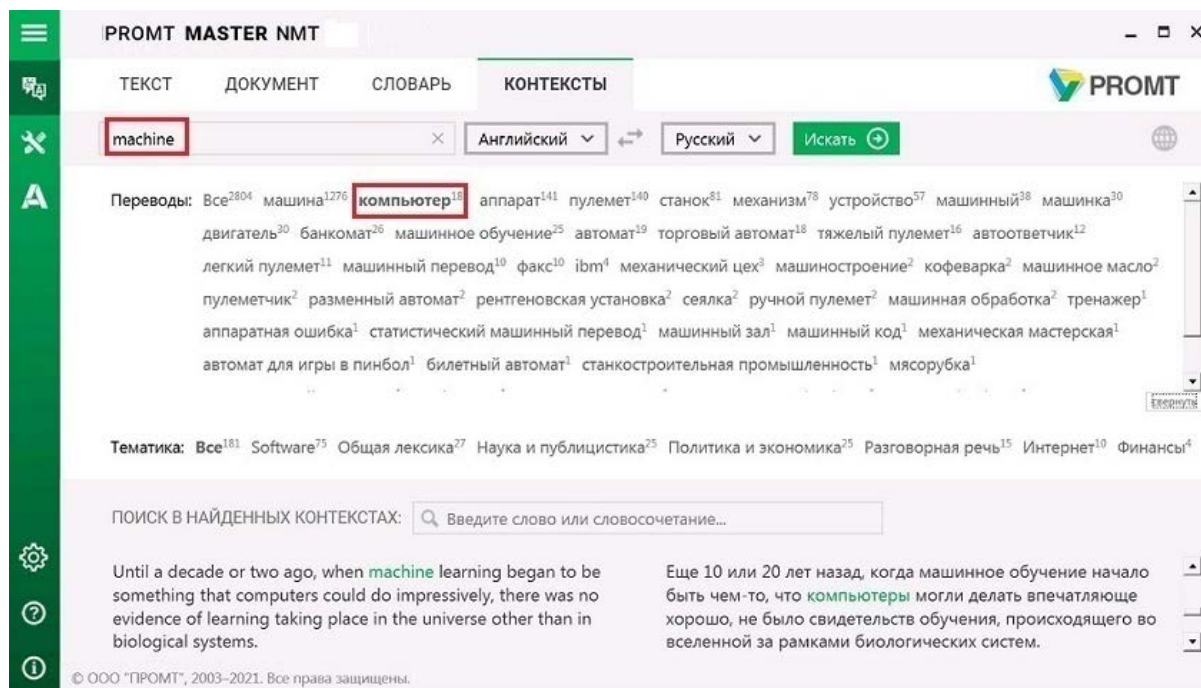 PROMT MASTER NMT
ТЕКСТ ДОКУМЕНТ СЛОВАРЬ КОНТЕКСТЫ PROMT
machine Английский Русский Искать
Переводы: Все2804 машина1276 компьютер18 аппарат141 пулемет140 станок81 механизм78 устройство57 машинный38 машинка30
двигатель30 банкомат26 машинное обучение25 автомат19 торговый автомат18 тяжелый пулемет16 автоответчик12
легкий пулемет11 машинный перевод10 факс10 ibm4 механический цех3 машиностроение2 кофеварка2 машинное масло2
пулеметчик2 разменный автомат2 рентгеновская установка2 сеялка2 ручной пулемет2 машинная обработка2 тренажер1
аппаратная ошибка1 статистический машинный перевод1 машинный зал1 машинный код1 механическая мастерская1
автомат для игры в пинбол1 билетный автомат1 станкостроительная промышленность1 мясорубка1
Тематика: Все181 Software75 Общая лексика27 Наука и публицистика25 Политика и экономика25 Разговорная речь15 Интернет10 Финансы4
ПОИСК В НАЙДЕННЫХ КОНТЕКСТАХ: Введите слово или словосочетание...
Until a decade or two ago, when machine learning began to be
something that computers could do impressively, there was no
evidence of learning taking place in the universe other than in
biological systems.
Еще 10 или 20 лет назад, когда машинное обучение начало
быть чем-то, что компьютеры могли делать впечатляюще
хорошо, не было свидетельств обучения, происходящего во
вселенной за рамками биологических систем.
© ООО "ПРОМТ", 2003–2021. Все права защищены.